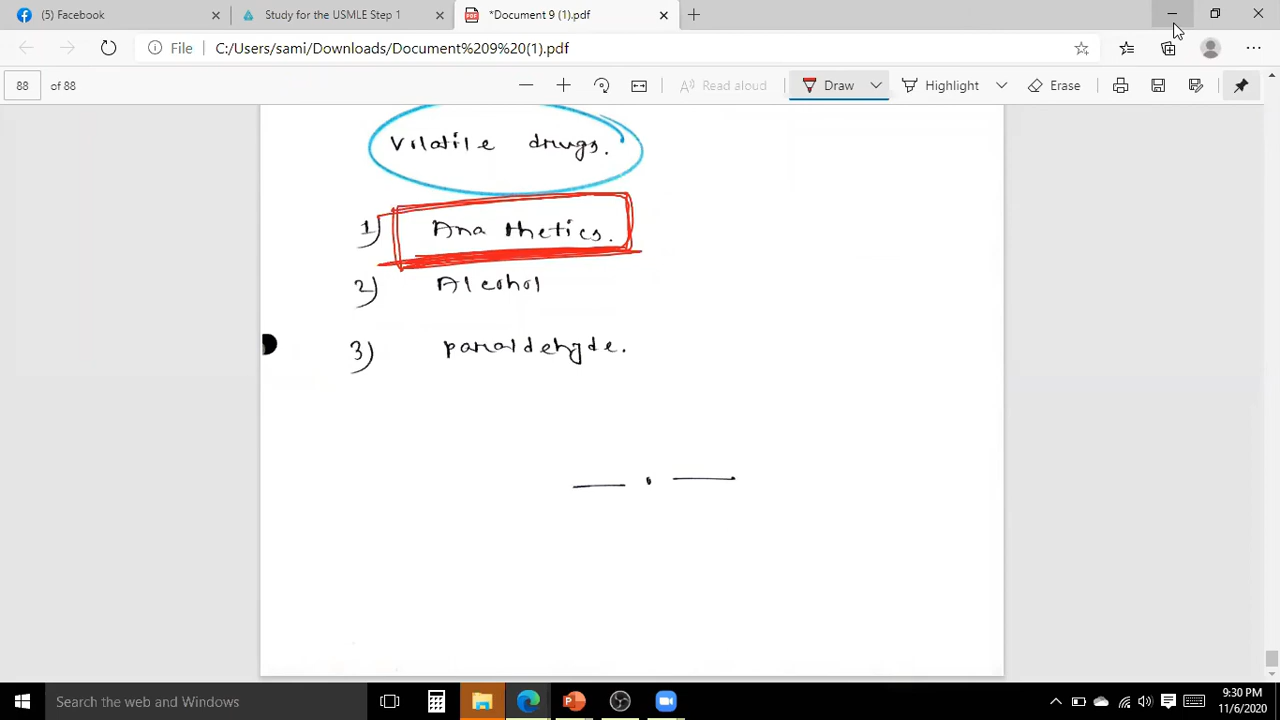 (5) Facebook
Study for the USMLE Step 1
*Document 9 (1).pdf
File
C:/Users/sami/Downloads/Document%209%20(1).pdf
88 of 88
Read aloud
Draw
Highlight
Erase
Volatile drugs.
1) Ana thetics.
2) Alcohol
3) paraldehyde.
Search the web and Windows
9:30 PM
11/6/2020